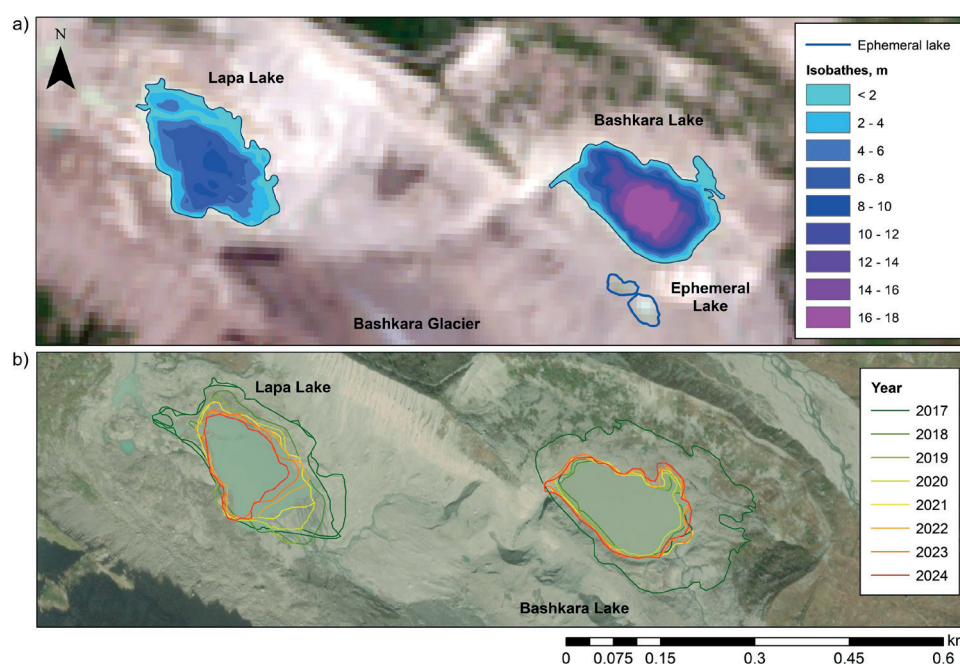 a)
N
Lapa Lake
Bashkara Lake
Ephemeral
Lake
Bashkara Glacier
Ephemeral lake
Isobathes, m
< 2
2 - 4
4 - 6
6 - 8
8 - 10
10 - 12
12 - 14
14 - 16
16 - 18
b)
Lapa Lake
Bashkara Lake
Year
2017
2018
2019
2020
2021
2022
2023
2024
km
0 0.075 0.15 0.3 0.45 0.6